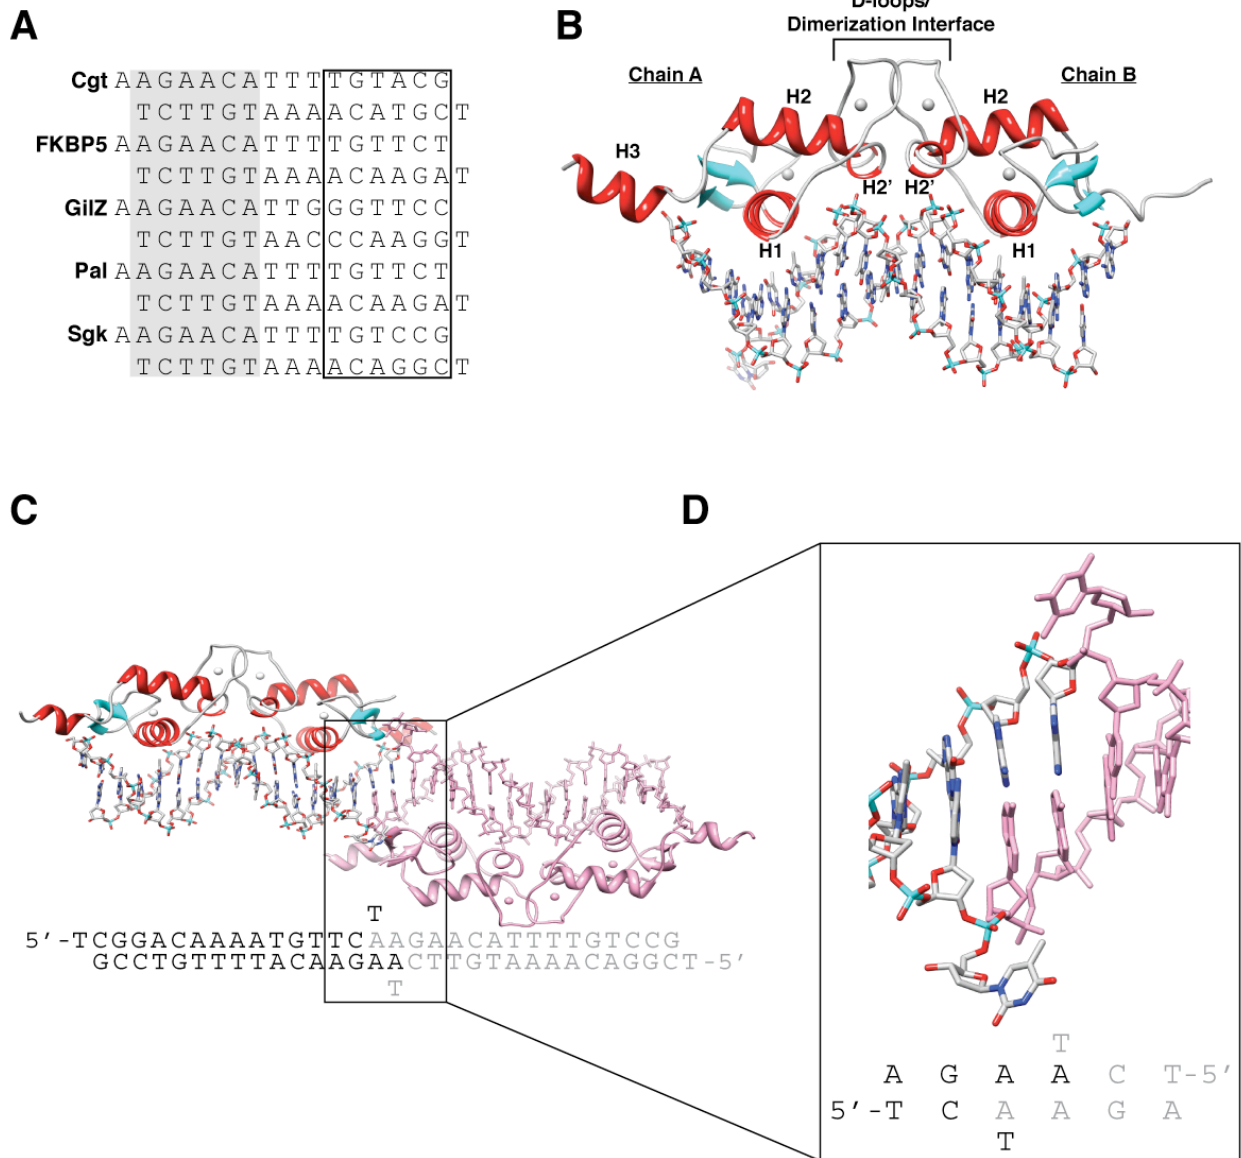 A
Cgt AAGAACATTTTGTACG
TCTTGTAAAACATGCT
FKBP5 AAGAACATTTTGTTCT
TCTTGTAAAACAAGAT
GilZ AAGAACATTGGGTTCC
TCTTGTAACCCAAGGT
Pal AAGAACATTTTGTTCT
TCTTGTAAAACAAGAT
Sgk AAGAACATTTTGTCCG
TCTTGTAAAACAGGCT
B
D-loops/
Dimerization Interface
Chain A
Chain B
H2
H2
H3
H2'
H2'
H1
H1
C
T
5'-TCGGACAAAATGTTCAAGAACATTTTGTCCG
GCCTGTTTTACAAGAACTTGTAAAACAGGCT-5'
T
D
T
A G A A C T-5'
5'-T C A A G A
T